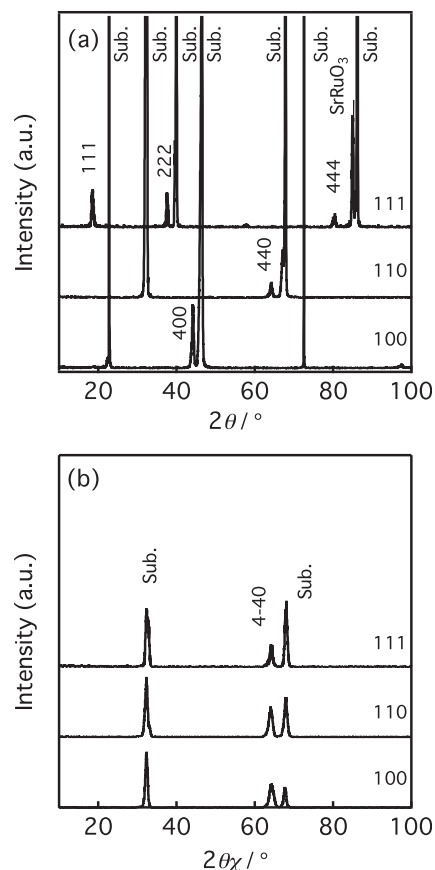 (a)
Sub.
Sub.
Sub.
Sub.
Sub.
Sub.
Sub.
111
222
SrRuO3
444
111
440
110
400
100
20
40
60
80
100
2θ / °
Intensity (a.u.)
(b)
Sub.
4-40
Sub.
111
110
100
20
40
60
80
100
2θχ / °
Intensity (a.u.)